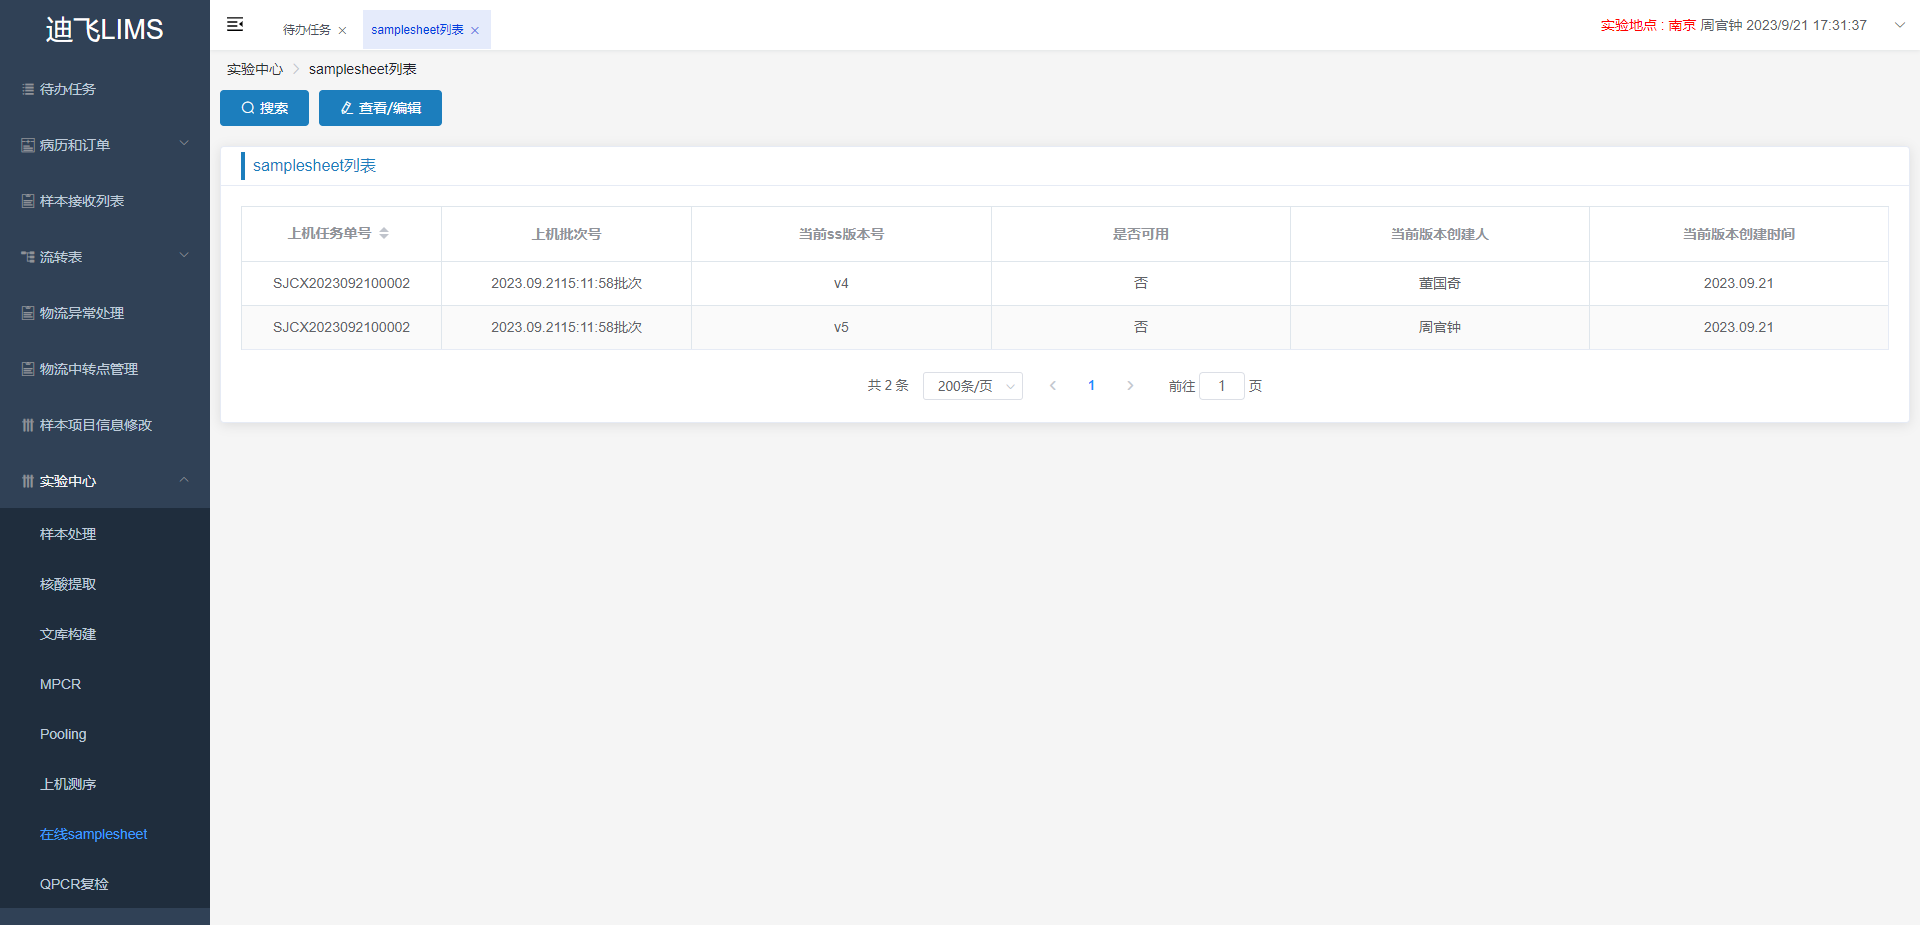 迪飞LIMS
待办任务
病历和订单
样本接收列表
流转表
物流异常处理
物流中转点管理
样本项目信息修改
实验中心
样本处理
核酸提取
文库构建
MPCR
Pooling
上机测序
在线samplesheet
QPCR复检
待办任务
samplesheet列表
实验地点 : 南京 周官钟 2023/9/21 17:31:37
实验中心 samplesheet列表
搜索
查看/编辑
samplesheet列表
上机任务单号 上机批次号 当前ss版本号 是否可用 当前版本创建人 当前版本创建时间
SJCX2023092100002 2023.09.2115:11:58批次 v4 否 董国奇 2023.09.21
SJCX2023092100002 2023.09.2115:11:58批次 v5 否 周官钟 2023.09.21
共 2 条 200条/页 1 前往 1 页